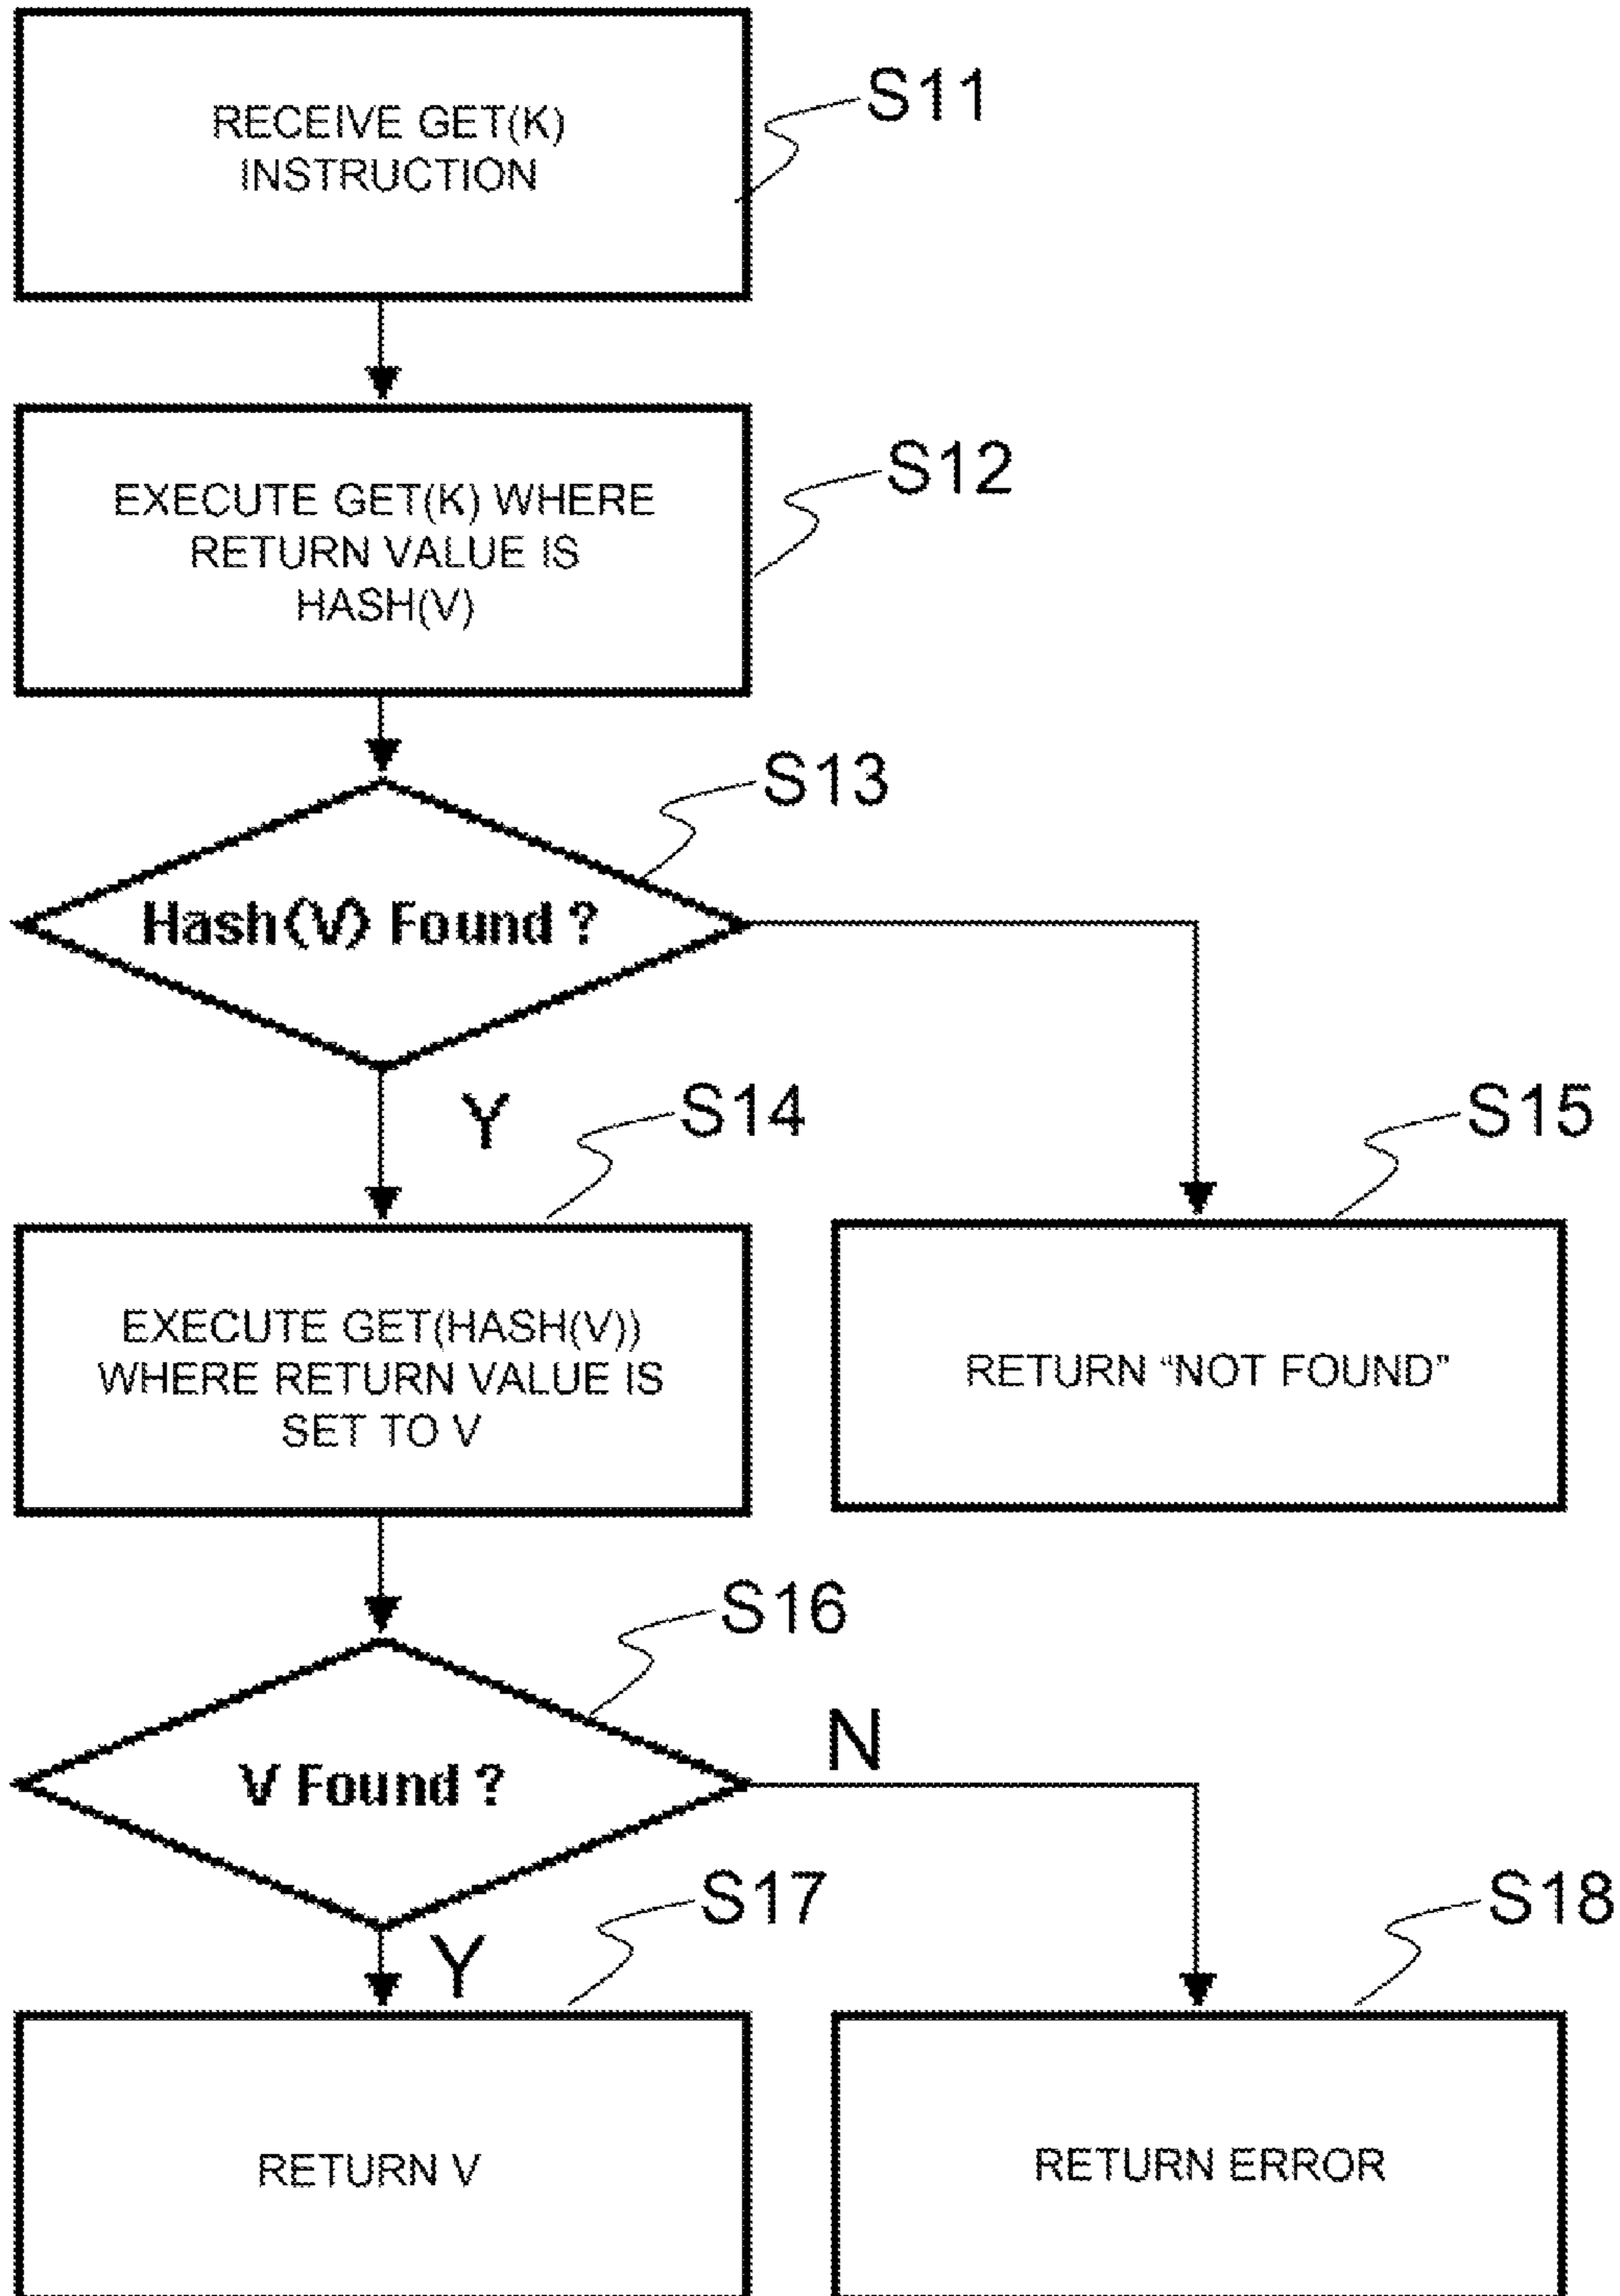 RECEIVE GET(K)
INSTRUCTION
S11
EXECUTE GET(K) WHERE
RETURN VALUE IS
HASH(V)
S12
Hash(V) Found ?
S13
Y
EXECUTE GET(HASH(V))
WHERE RETURN VALUE IS
SET TO V
S14
RETURN “NOT FOUND”
S15
V Found ?
S16
N
Y
RETURN V
S17
RETURN ERROR
S18